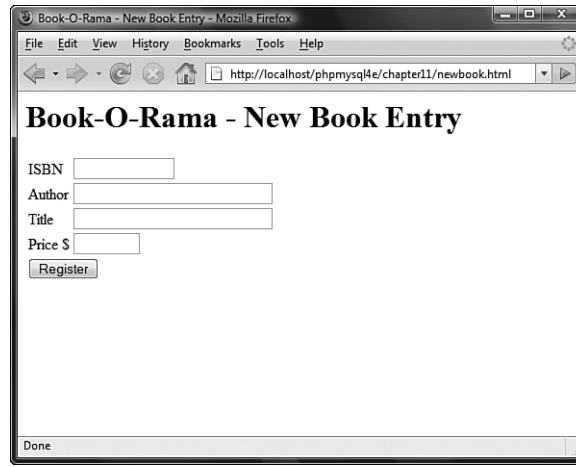 Book-O-Rama - New Book Entry - Mozilla Firefox
File Edit View History Bookmarks Tools Help
http://localhost/phpmysql4e/chapter11/newbook.html
Book-O-Rama - New Book Entry
ISBN
Author
Title
Price $
Register
Done